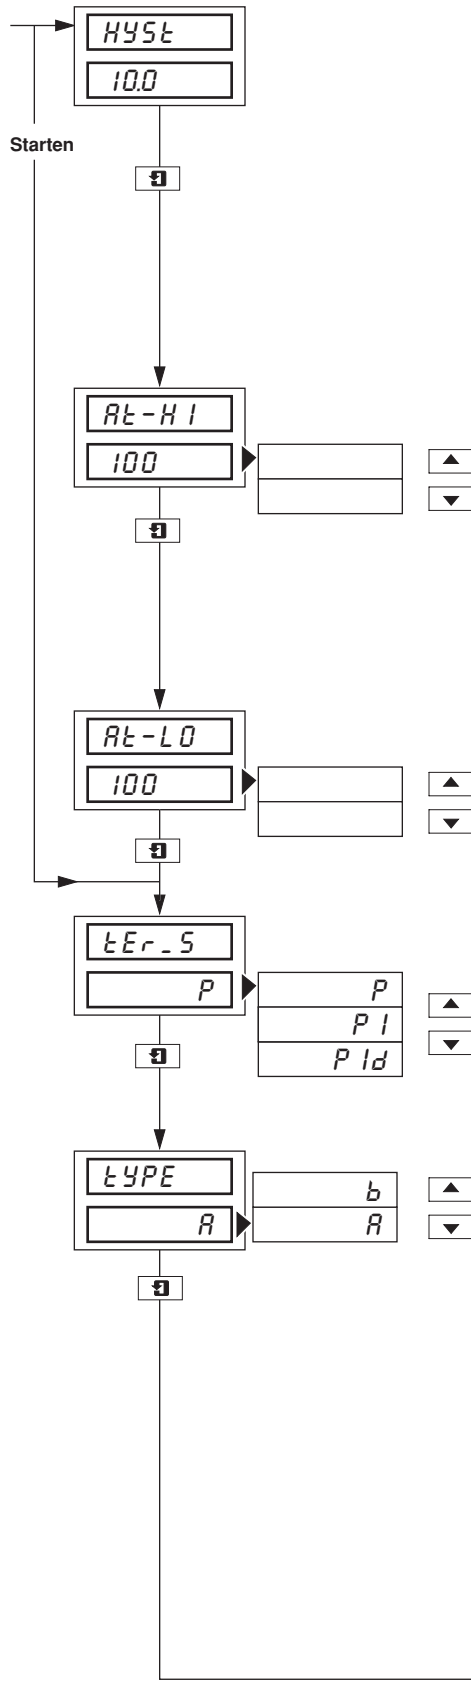 HYSt
10.0
Starten
At-HI
100
At-LO
100
tEr_S
P
P
PI
PId
tYPE
A
b
A